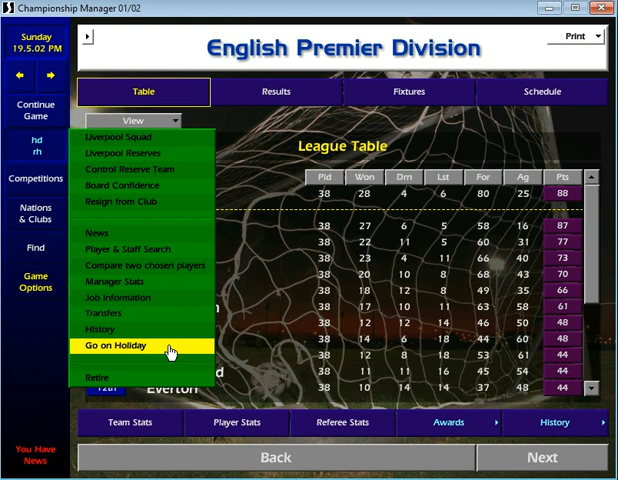 Championship Manager 01/02
Sunday
19.5.02 PM
Continue
Game
hd
rh
Competitions
Nations
& Clubs
Find
Game
Options
You Have
News
English Premier Division
Print
Table
Results
Fixtures
Schedule
View
League Table
Liverpool Squad
Liverpool Reserves
Control Reserve Team
Board Confidence
Resign from Club
News
Player & Staff Search
Compare two chosen players
Manager Stats
Job Information
Transfers
History
Go on Holiday
Retire
Pld Won Drn Lst For Ag Pts
38 28 4 6 80 25 88
38 27 6 5 58 16 87
38 22 11 5 60 31 77
38 23 4 11 66 40 73
38 20 10 8 68 43 70
38 18 12 8 49 35 66
38 17 10 11 63 58 61
38 12 12 14 46 50 48
38 14 6 18 44 60 48
38 12 8 18 53 61 44
38 11 11 16 45 54 44
12th Everton 38 10 14 14 37 48 44
Team Stats
Player Stats
Referee Stats
Awards
History
Back
Next